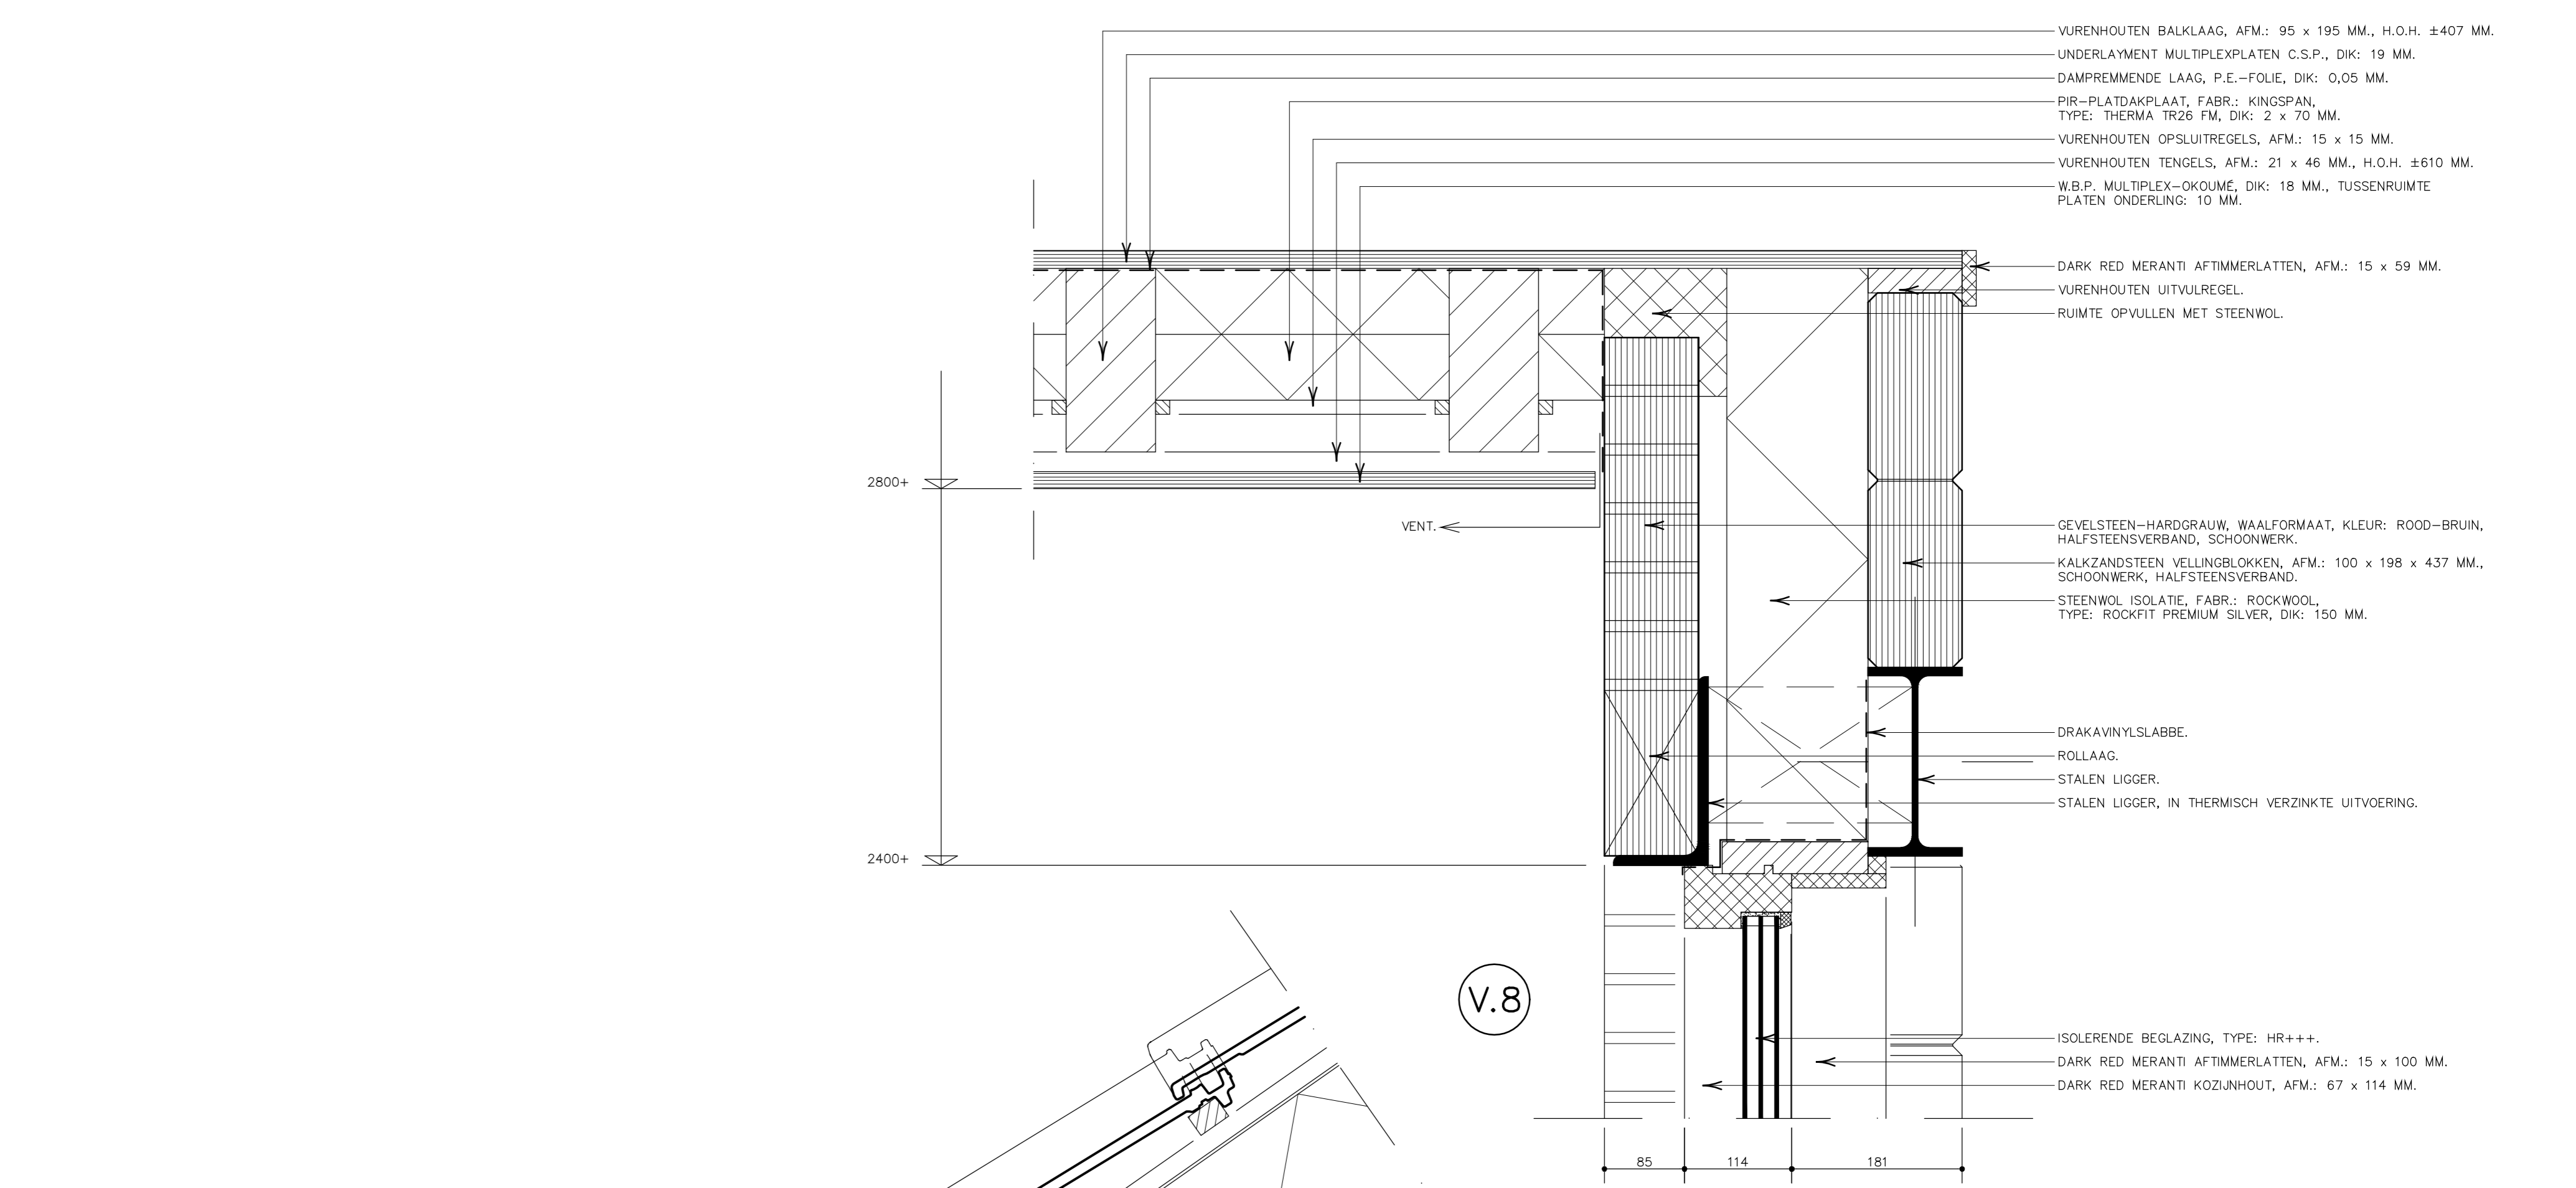 VURENHOUTEN BALKLAAG, AFM.: 95 x 195 MM., H.O.H. ±407 MM.
UNDERLAYMENT MULTIPLEXPLATEN C.S.P., DIK: 19 MM.
DAMPREMMENDE LAAG, P.E.-FOLIE, DIK: 0,05 MM.
PIR-PLATDAKPLAAT, FABR.: KINGSPAN,
TYPE: THERMA TR26 FM, DIK: 2 x 70 MM.
VURENHOUTEN OPSLUITREGELS, AFM.: 15 x 15 MM.
VURENHOUTEN TENGELS, AFM.: 21 x 46 MM., H.O.H. ±610 MM.
W.B.P. MULTIPLEX-OKOUMÉ, DIK: 18 MM., TUSSENRUIMTE
PLATEN ONDERLING: 10 MM.
DARK RED MERANTI AFTIMMERLATTEN, AFM.: 15 x 59 MM.
VURENHOUTEN UITVULREGEL.
RUIMTE OPVULLEN MET STEENWOL.
2800+
VENT.
GEVELSTEEN-HARDGRAUW, WAALFORMAAT, KLEUR: ROOD-BRUIN,
HALFSTEENSVERBAND, SCHOONWERK.
KALKZANDSTEEN VELLINGBLOKKEN, AFM.: 100 x 198 x 437 MM.,
SCHOONWERK, HALFSTEENSVERBAND.
STEENWOL ISOLATIE, FABR.: ROCKWOOL,
TYPE: ROCKFIT PREMIUM SILVER, DIK: 150 MM.
DRAKAVINYLSLABBE.
ROLLAAG.
STALEN LIGGER.
STALEN LIGGER, IN THERMISCH VERZINKTE UITVOERING.
2400+
V.8
ISOLERENDE BEGLAZING, TYPE: HR+++.
DARK RED MERANTI AFTIMMERLATTEN, AFM.: 15 x 100 MM.
DARK RED MERANTI KOZIJNHOUT, AFM.: 67 x 114 MM.
85 114 181